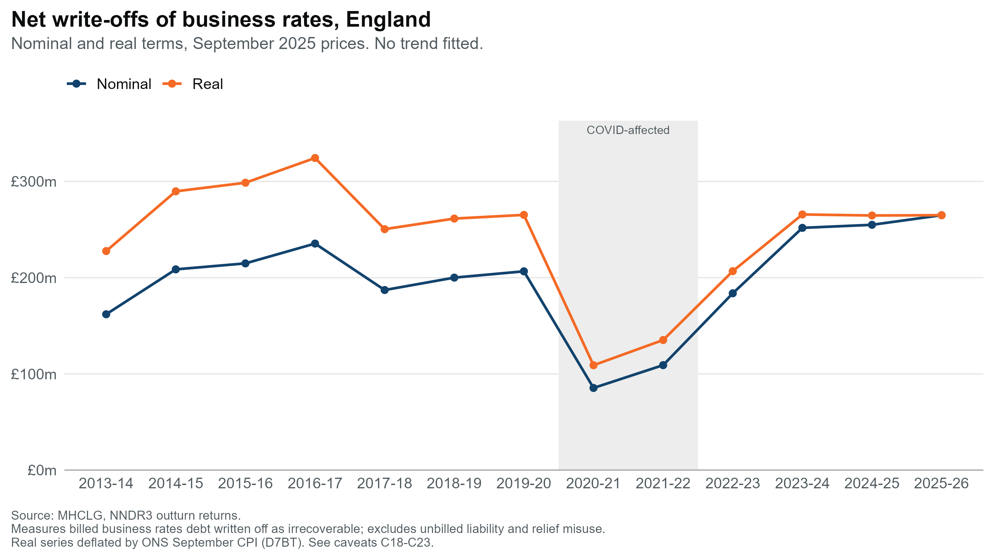 Net write-offs of business rates, England
Nominal and real terms, September 2025 prices. No trend fitted.
Nominal Real
COVID-affected
£300m
£200m
£100m
£0m
2013-14 2014-15 2015-16 2016-17 2017-18 2018-19 2019-20 2020-21 2021-22 2022-23 2023-24 2024-25 2025-26
Source: MHCLG, NNDR3 outturn returns.
Measures billed business rates debt written off as irrecoverable; excludes unbilled liability and relief misuse.
Real series deflated by ONS September CPI (D7BT). See caveats C18-C23.